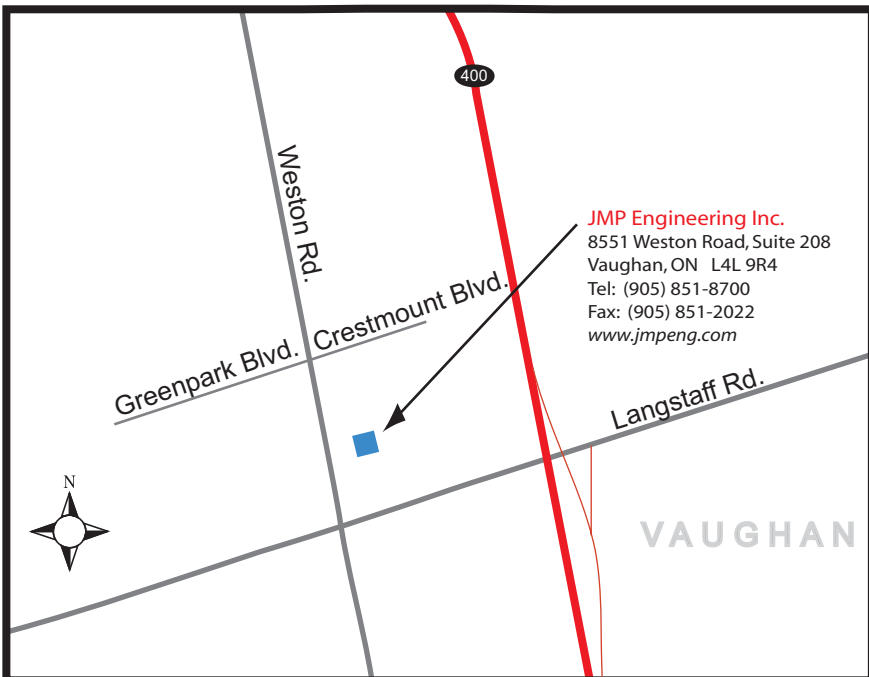 400
Weston Rd.
JMP Engineering Inc.
8551 Weston Road, Suite 208
Vaughan, ON L4L 9R4
Tel: (905) 851-8700
Fax: (905) 851-2022
www.jmpeng.com
Greenpark Blvd.
Crestmount Blvd.
Langstaff Rd.
N
VAUGHAN